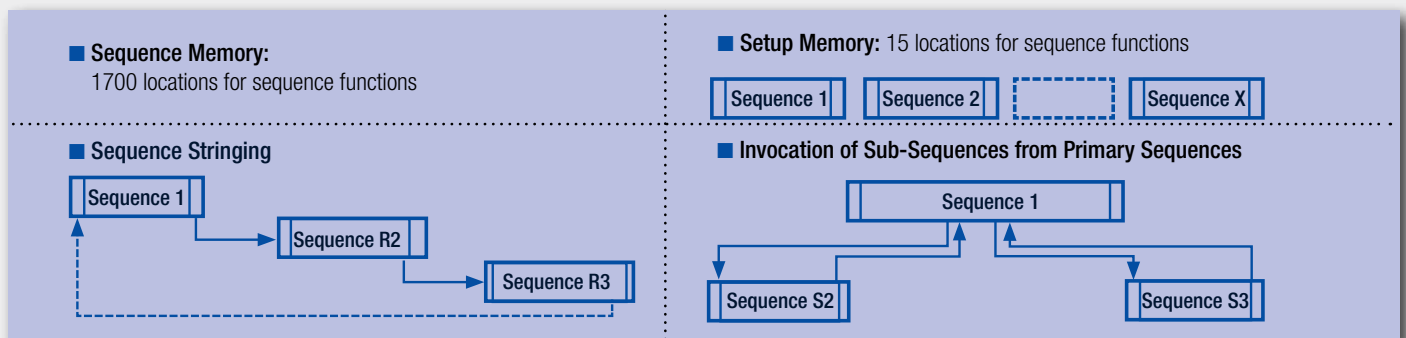 ■ Sequence Memory:
1700 locations for sequence functions
■ Setup Memory: 15 locations for sequence functions
Sequence 1
Sequence 2
Sequence X
■ Sequence Stringing
Sequence 1
Sequence R2
Sequence R3
■ Invocation of Sub-Sequences from Primary Sequences
Sequence 1
Sequence S2
Sequence S3